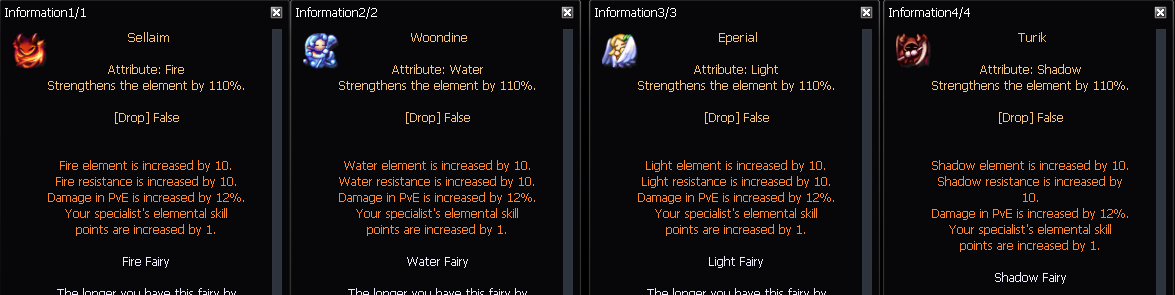 Information1/1
Sellaim
Attribute: Fire
Strengthens the element by 110%.
[Drop] False
Fire element is increased by 10.
Fire resistance is increased by 10.
Damage in PvE is increased by 12%.
Your specialist's elemental skill
points are increased by 1.
Fire Fairy
The longer you have this fairy by
Information2/2
Woondine
Attribute: Water
Strengthens the element by 110%.
[Drop] False
Water element is increased by 10.
Water resistance is increased by 10.
Damage in PvE is increased by 12%.
Your specialist's elemental skill
points are increased by 1.
Water Fairy
The longer you have this fairy by
Information3/3
Eperial
Attribute: Light
Strengthens the element by 110%.
[Drop] False
Light element is increased by 10.
Light resistance is increased by 10.
Damage in PvE is increased by 12%.
Your specialist's elemental skill
points are increased by 1.
Light Fairy
The longer you have this fairy by
Information4/4
Turik
Attribute: Shadow
Strengthens the element by 110%.
[Drop] False
Shadow element is increased by 10.
Shadow resistance is increased by
10.
Damage in PvE is increased by 12%.
Your specialist's elemental skill
points are increased by 1.
Shadow Fairy